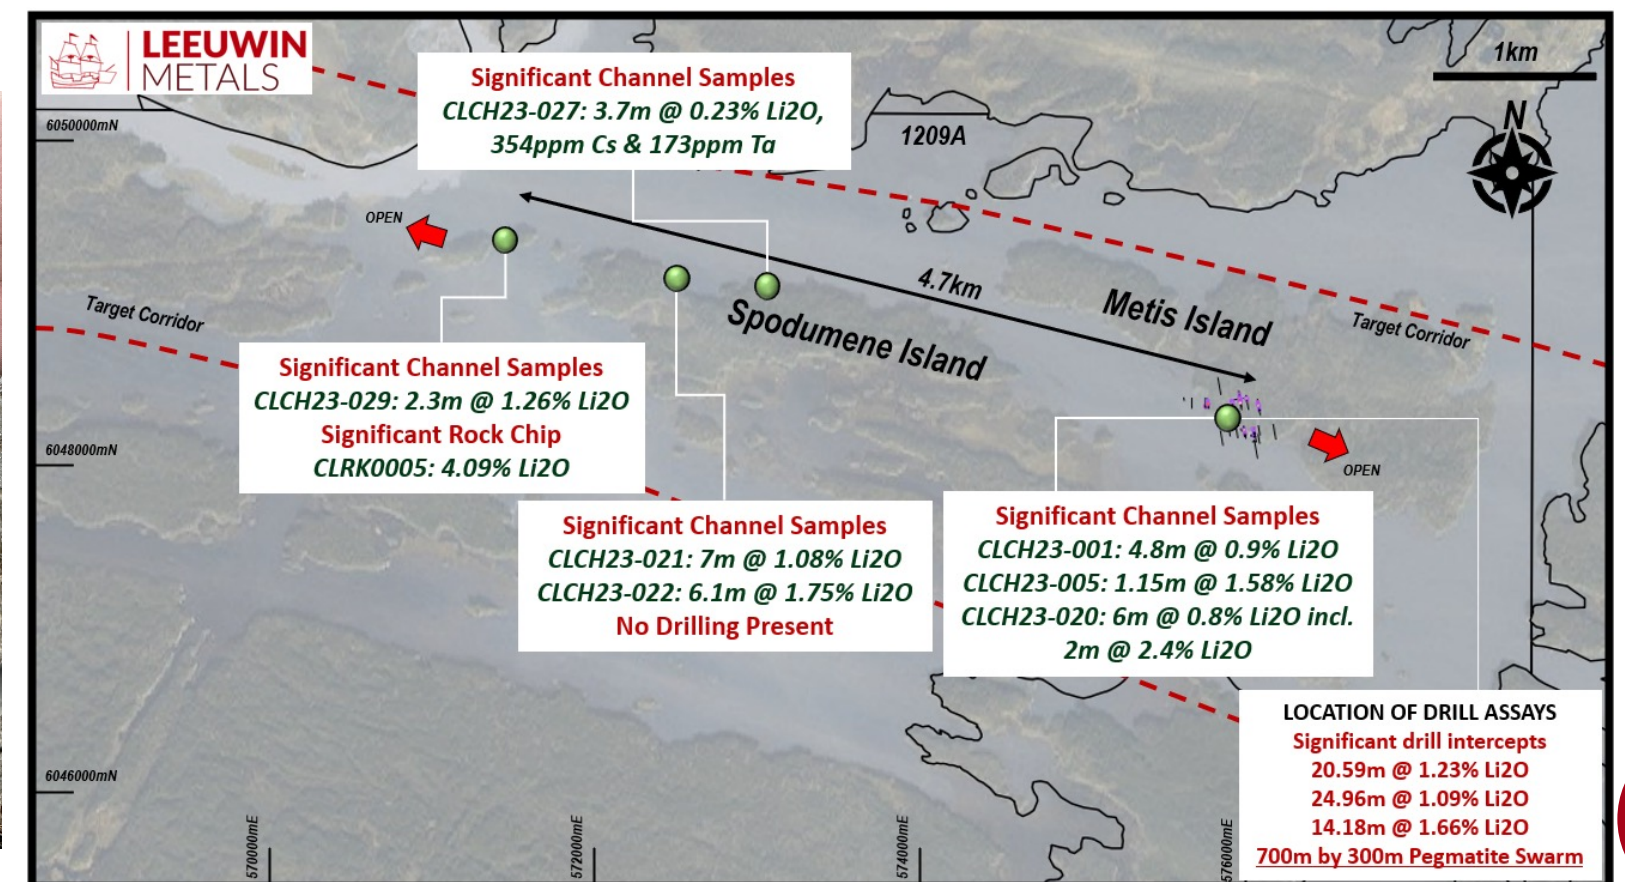 LEEUWIN
METALS
Significant Channel Samples
CLCH23-027: 3.7m @ 0.23% Li2O,
354ppm Cs & 173ppm Ta
1km
N
6050000mN
1209A
OPEN
4.7km
Metis Island
Target Corridor
Spodumene Island
Target Corridor
Significant Channel Samples
CLCH23-029: 2.3m @ 1.26% Li2O
Significant Rock Chip
CLRK0005: 4.09% Li2O
6048000mN
OPEN
Significant Channel Samples
CLCH23-021: 7m @ 1.08% Li2O
CLCH23-022: 6.1m @ 1.75% Li2O
No Drilling Present
Significant Channel Samples
CLCH23-001: 4.8m @ 0.9% Li2O
CLCH23-005: 1.15m @ 1.58% Li2O
CLCH23-020: 6m @ 0.8% Li2O incl.
2m @ 2.4% Li2O
LOCATION OF DRILL ASSAYS
Significant drill intercepts
20.59m @ 1.23% Li2O
24.96m @ 1.09% Li2O
14.18m @ 1.66% Li2O
700m by 300m Pegmatite Swarm
6046000mN
570000mE
572000mE
574000mE
576000mE